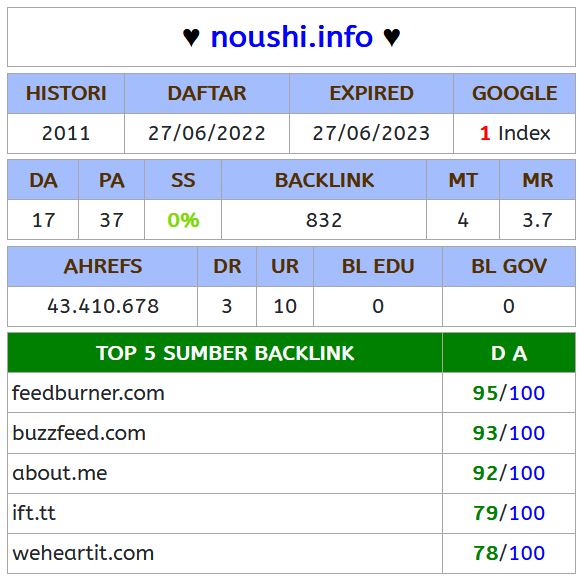 ♥ noushi.info ♥
HISTORI DAFTAR EXPIRED GOOGLE
2011 27/06/2022 27/06/2023 1 Index
DA PA SS BACKLINK MT MR
17 37 0% 832 4 3.7
AHREFS DR UR BL EDU BL GOV
43.410.678 3 10 0 0
TOP 5 SUMBER BACKLINK D A
feedburner.com 95/100
buzzfeed.com 93/100
about.me 92/100
ift.tt 79/100
weheartit.com 78/100